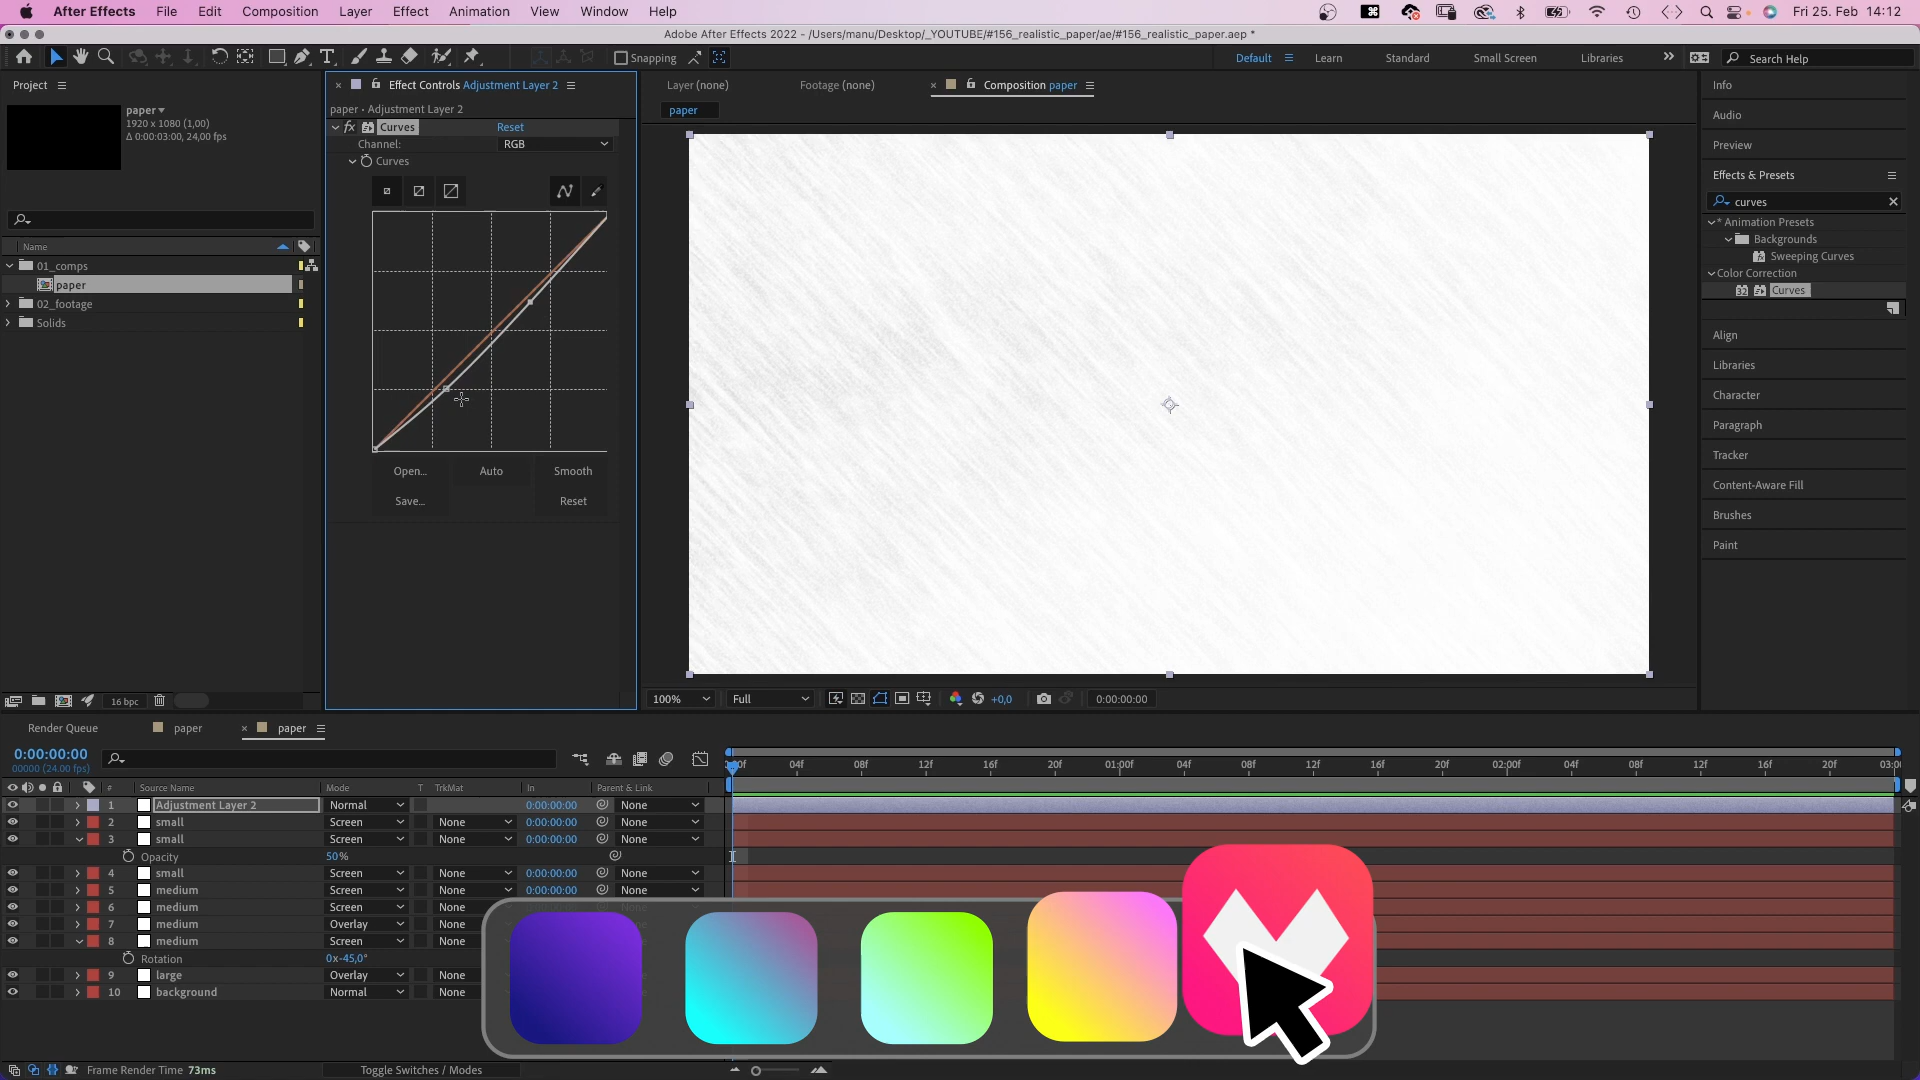 After Effects File Edit Composition Layer Effect Animation View Window Help Fri 25. Feb 14:12
Adobe After Effects 2022 - /Users/manu/Desktop/_YOUTUBE/#156_realistic_paper/ae/#156_realistic_paper.aep *
Snapping Default Learn Standard Small Screen Libraries Search Help
Project
paper
1920 x 1080 (1,00)
Δ 0:00:03:00, 24,00 fps
Name
01_comps
paper
02_footage
Solids
16 bpc
Effect Controls Adjustment Layer 2
paper • Adjustment Layer 2
fx Curves Reset
Channel: RGB
Curves
Open... Auto Smooth
Save... Reset
Layer (none) Footage (none) Composition paper
paper
100% Full +0,0 0:00:00:00
Info
Audio
Preview
Effects & Presets
curves
* Animation Presets
Backgrounds
Sweeping Curves
Color Correction
32 Curves
Align
Libraries
Character
Paragraph
Tracker
Content-Aware Fill
Brushes
Paint
Render Queue paper paper
0:00:00:00
00000 (24.00 fps)
:00f 04f 08f 12f 16f 20f 01:00f 04f 08f 12f 16f 20f 02:00f 04f 08f 12f 16f 20f 03:0
# Source Name Mode T TrkMat In Parent & Link
1 Adjustment Layer 2 Normal 0:00:00:00 None
2 small Screen None 0:00:00:00 None
3 small Screen None 0:00:00:00 None
Opacity 50%
4 small Screen None 0:00:00:00 None
5 medium Screen None 0:00:00:00 None
6 medium Screen None
7 medium Overlay None
8 medium Screen None
Rotation 0x-45,0°
9 large Overlay None
10 background Normal None
Frame Render Time 73ms Toggle Switches / Modes